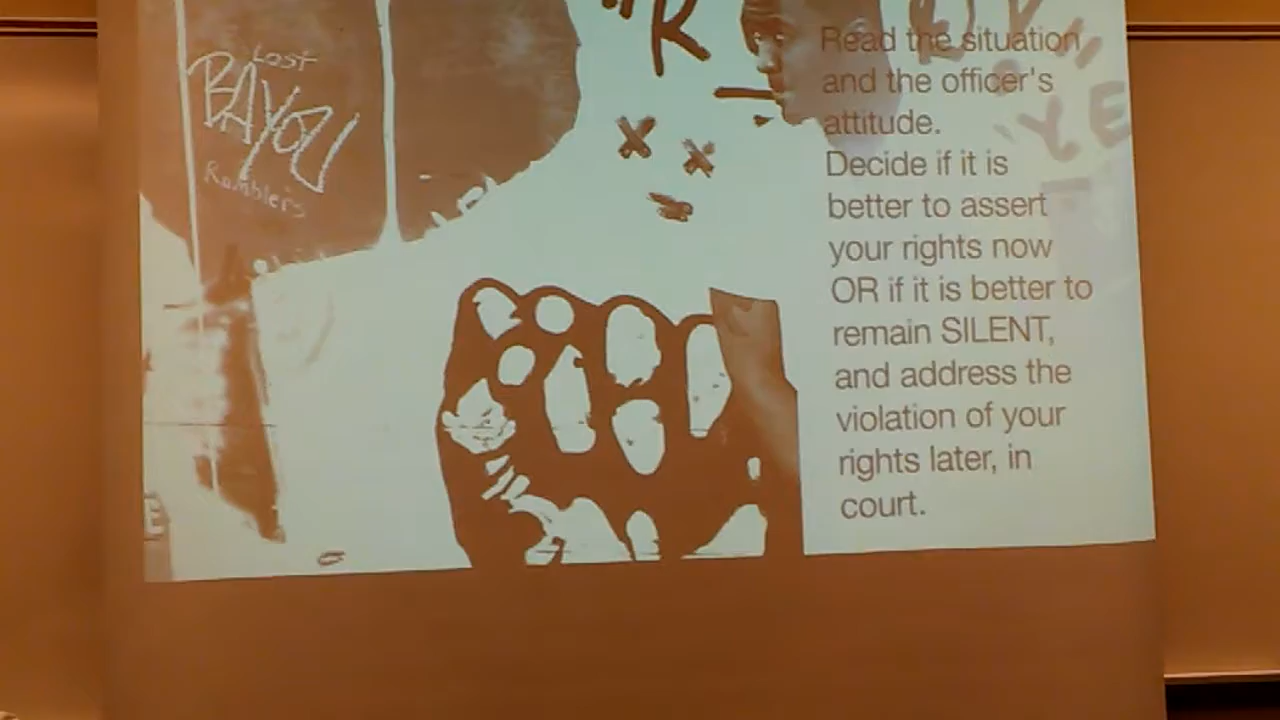 Lost
BAYOU
Ramblers
Read the situation
and the officer's
attitude.
Decide if it is
better to assert
your rights now
OR if it is better to
remain SILENT,
and address the
violation of your
rights later, in
court.